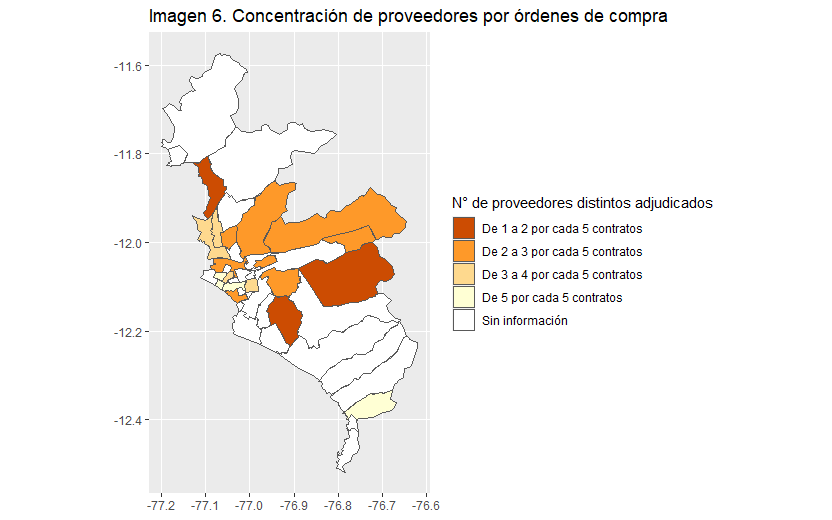 Imagen 6. Concentración de proveedores por órdenes de compra
-11.6
-11.8
-12.0
-12.2
-12.4
-77.2 -77.1 -77.0 -76.9 -76.8 -76.7 -76.6
N° de proveedores distintos adjudicados
De 1 a 2 por cada 5 contratos
De 2 a 3 por cada 5 contratos
De 3 a 4 por cada 5 contratos
De 5 por cada 5 contratos
Sin información